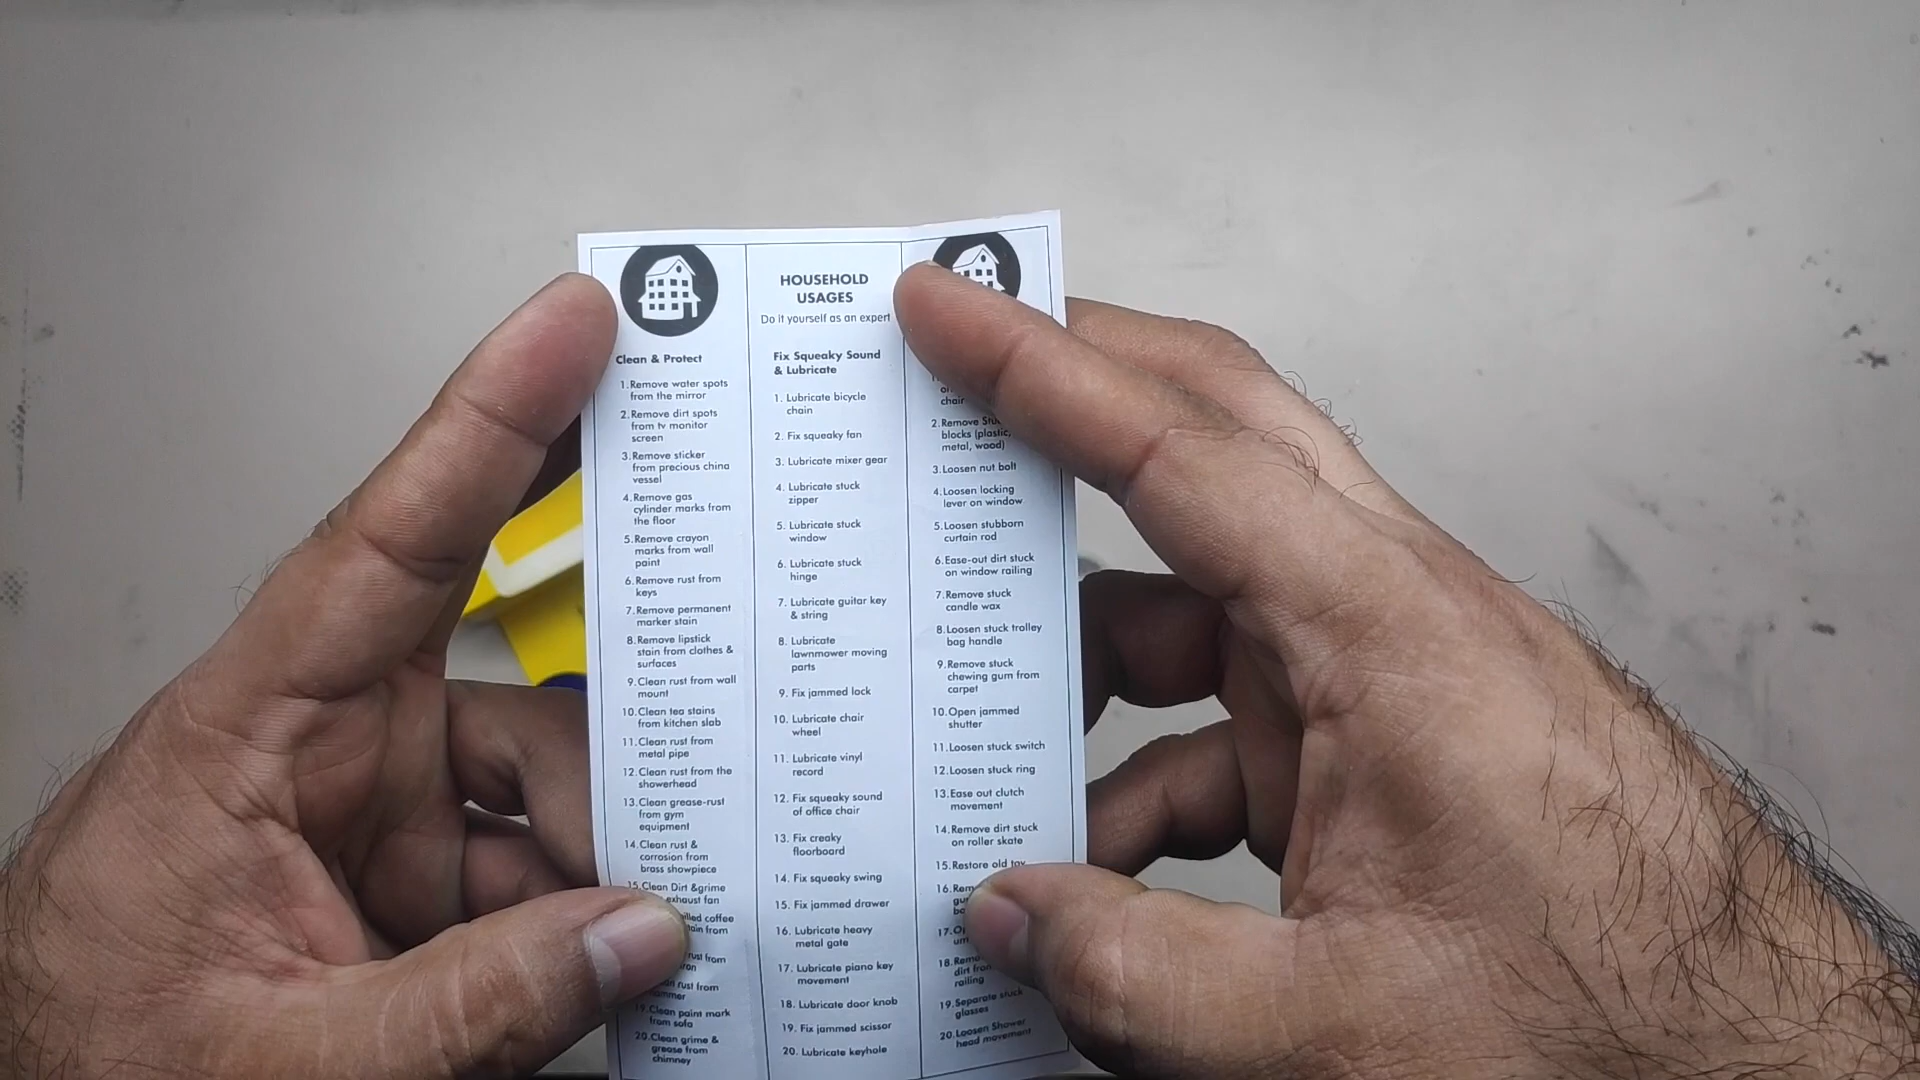 Clean & Protect
1.Remove water spots
from the mirror
2.Remove dirt spots
from tv monitor
screen
3.Remove sticker
from precious china
vessel
4.Remove gas
cylinder marks from
the floor
5.Remove crayon
marks from wall
paint
6.Remove rust from
keys
7.Remove permanent
marker stain
8.Remove lipstick
stain from clothes &
surfaces
9.Clean rust from wall
mount
10.Clean tea stains
from kitchen slab
11.Clean rust from
metal pipe
12.Clean rust from the
showerhead
13.Clean grease-rust
from gym
equipment
14.Clean rust &
corrosion from
brass showpiece
15.Clean Dirt &grime
exhaust fan
coffee
from
rust from
rust from
19.Clean paint mark
from sofa
20.Clean grime &
grease from
chimney
HOUSEHOLD
USAGES
Do it yourself as an expert
Fix Squeaky Sound
& Lubricate
1. Lubricate bicycle
chain
2. Fix squeaky fan
3. Lubricate mixer gear
4. Lubricate stuck
zipper
5. Lubricate stuck
window
6. Lubricate stuck
hinge
7. Lubricate guitar key
& string
8. Lubricate
lawnmower moving
parts
9. Fix jammed lock
10. Lubricate chair
wheel
11. Lubricate vinyl
record
12. Fix squeaky sound
of office chair
13. Fix creaky
floorboard
14. Fix squeaky swing
15. Fix jammed drawer
16. Lubricate heavy
metal gate
17. Lubricate piano key
movement
18. Lubricate door knob
19. Fix jammed scissor
20. Lubricate keyhole
chair
2.Remove
blocks (plastic,
metal, wood)
3.Loosen nut bolt
4.Loosen locking
lever on window
5.Loosen stubborn
curtain rod
6.Ease-out dirt stuck
on window railing
7.Remove stuck
candle wax
8.Loosen stuck trolley
bag handle
9.Remove stuck
chewing gum from
carpet
10.Open jammed
shutter
11.Loosen stuck switch
12.Loosen stuck ring
13.Ease out clutch
movement
14.Remove dirt stuck
on roller skate
15.Restore old toy
16.
17.
18.
dirt from
railing
19.Separate stuck
glasses
20.Loosen Shower
head movement